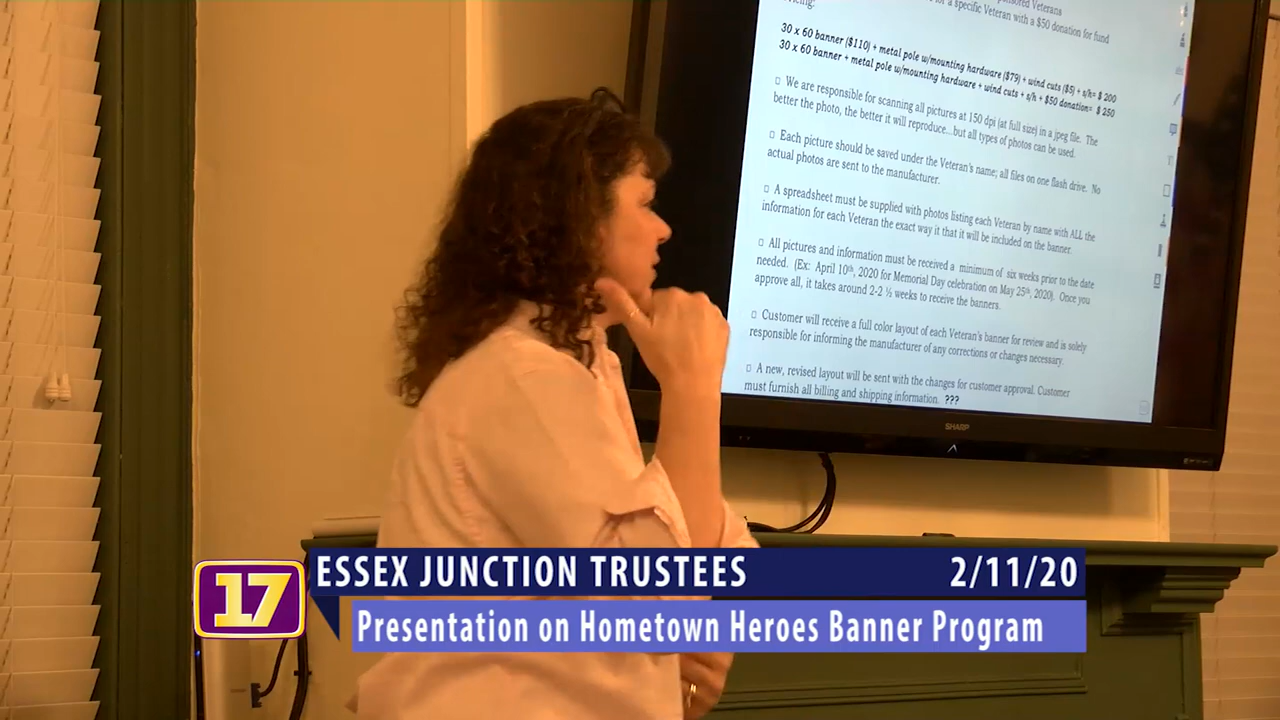 sponsored Veterans
for a specific Veteran with a $50 donation for fund
30 x 60 banner ($110) + metal pole w/mounting hardware ($79) + wind cuts ($5) + s/h= $ 200
30 x 60 banner + metal pole w/mounting hardware + wind cuts + s/h + $50 donation= $ 250
□ We are responsible for scanning all pictures at 150 dpi (at full size) in a jpeg file. The
better the photo, the better it will reproduce...but all types of photos can be used.
□ Each picture should be saved under the Veteran's name; all files on one flash drive. No
actual photos are sent to the manufacturer.
□ A spreadsheet must be supplied with photos listing each Veteran by name with ALL the
information for each Veteran the exact way it that it will be included on the banner.
□ All pictures and information must be received a minimum of six weeks prior to the date
needed. (Ex: April 10th, 2020 for Memorial Day celebration on May 25th, 2020). Once you
approve all, it takes around 2-2 ½ weeks to receive the banners.
□ Customer will receive a full color layout of each Veteran's banner for review and is solely
responsible for informing the manufacturer of any corrections or changes necessary.
□ A new, revised layout will be sent with the changes for customer approval. Customer
must furnish all billing and shipping information. ???
SHARP
17
ESSEX JUNCTION TRUSTEES 2/11/20
Presentation on Hometown Heroes Banner Program